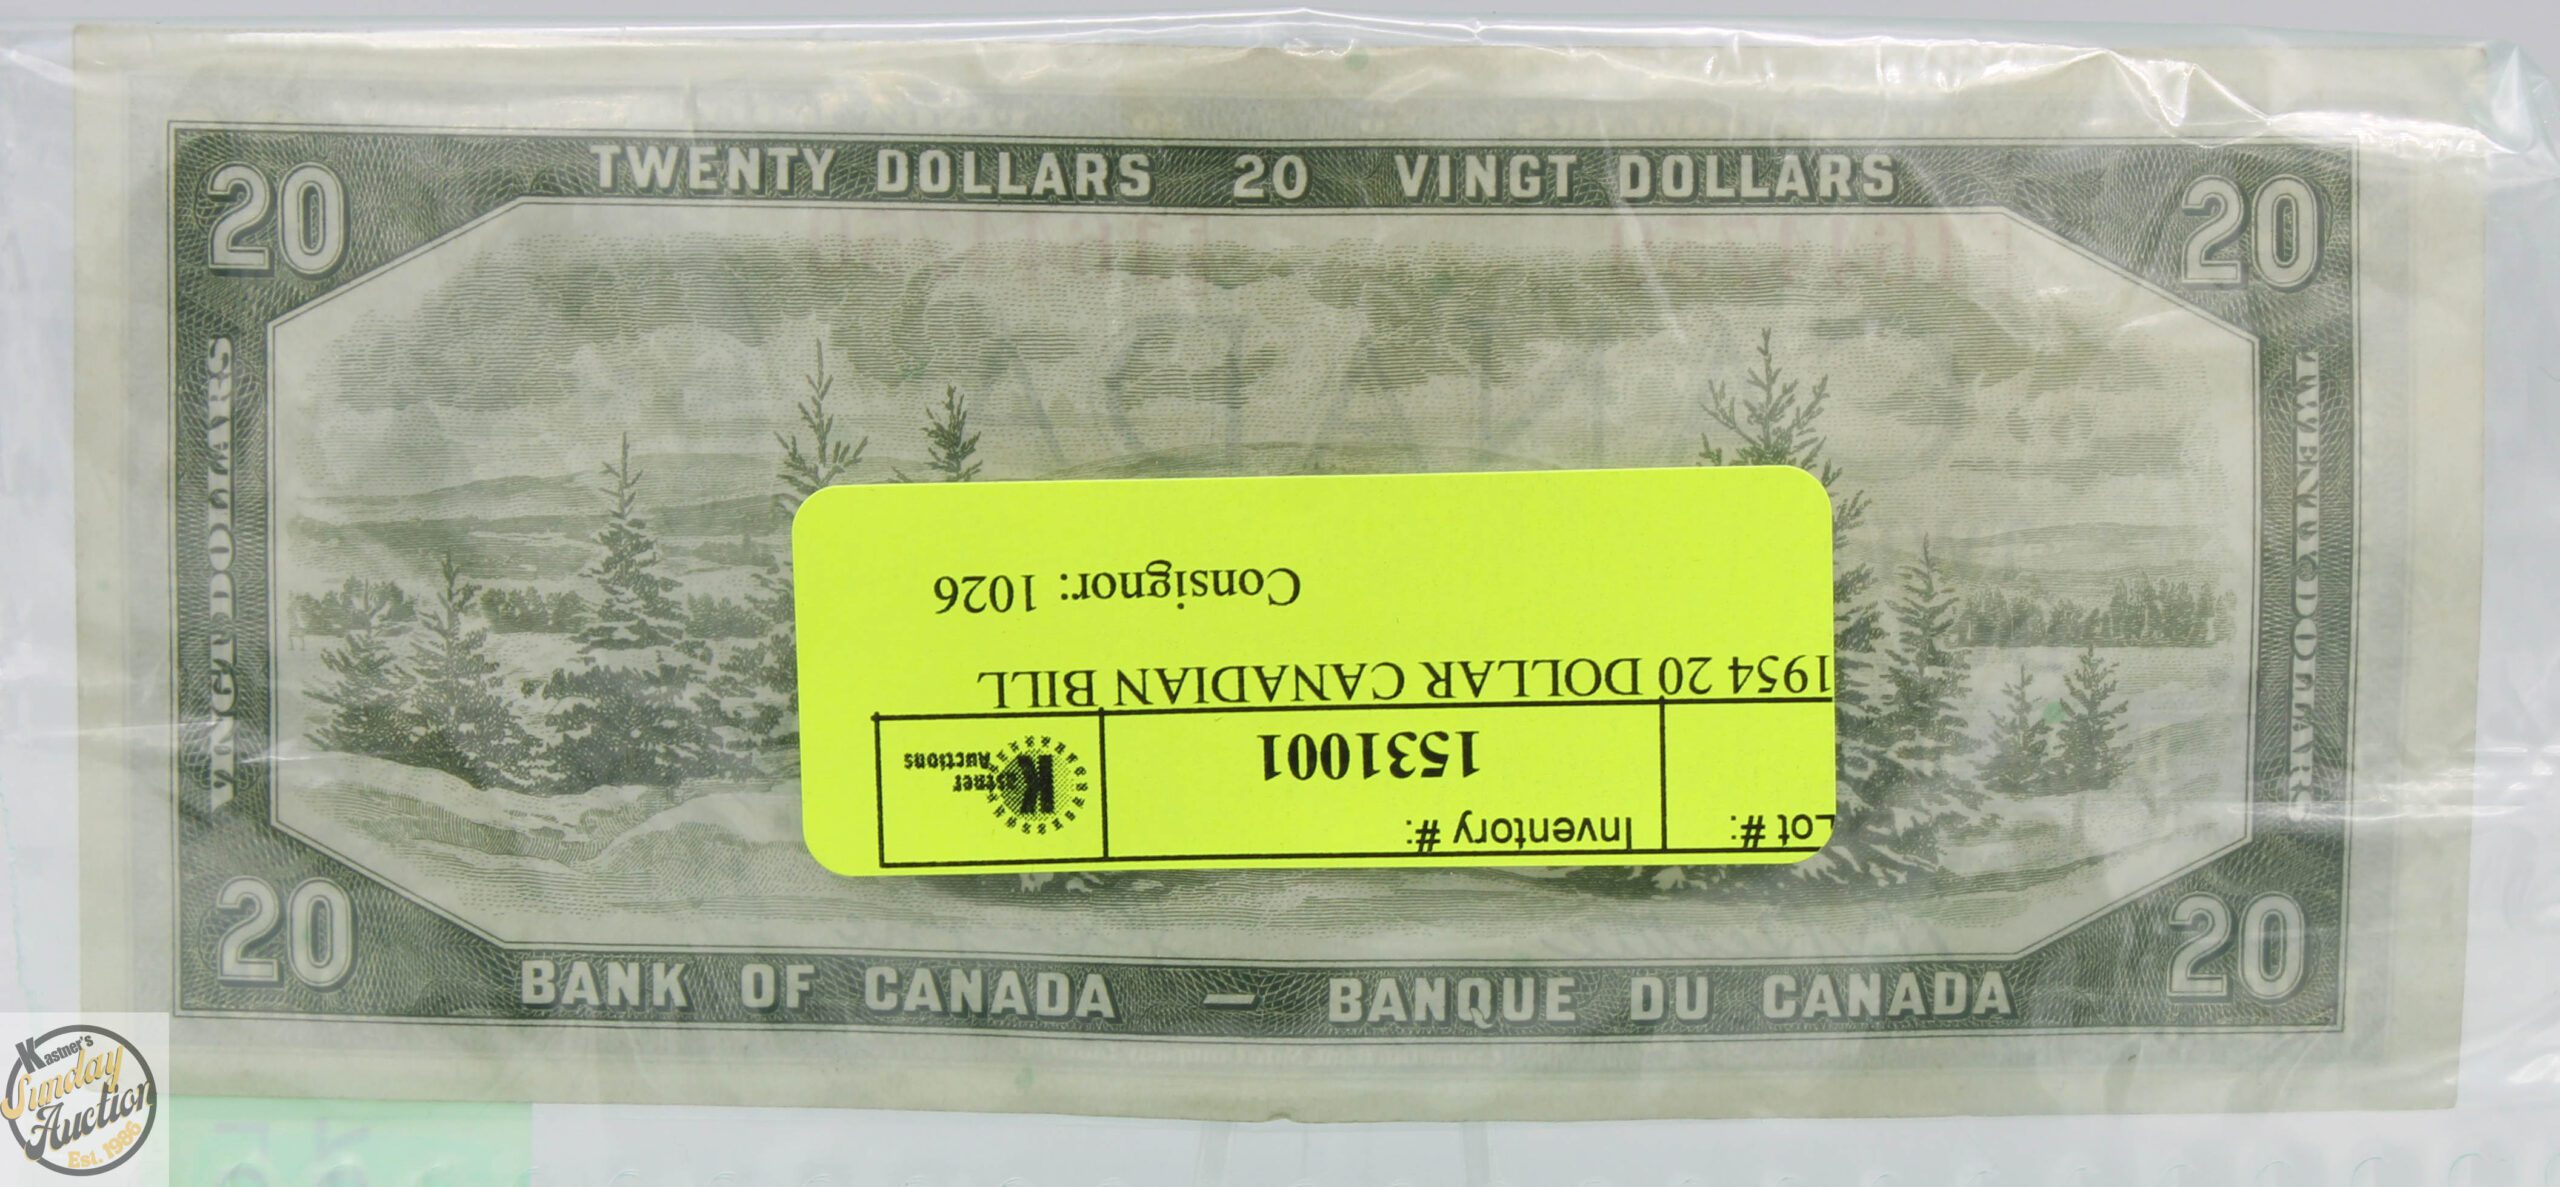 TWENTY DOLLARS 20 VINGT DOLLARS
20
20
VINGT DOLLARS
TWENTY DOLLARS
Lot #:
Inventory #:
1531001
Kastner
Auctions
1954 20 DOLLAR CANADIAN BILL
Consignor: 1026
20
20
BANK OF CANADA — BANQUE DU CANADA
Kastner's
Sunday
Auction
Est. 1986